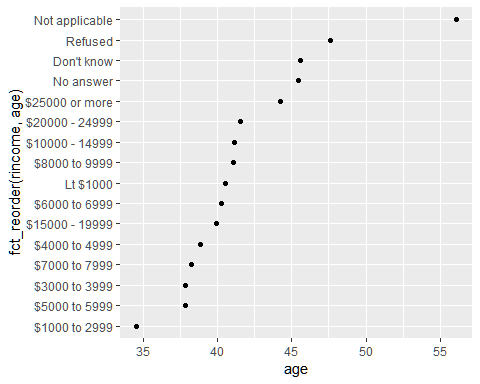 Not applicable
Refused
Don't know
No answer
$25000 or more
$20000 - 24999
$10000 - 14999
$8000 to 9999
Lt $1000
$6000 to 6999
$15000 - 19999
$4000 to 4999
$7000 to 7999
$3000 to 3999
$5000 to 5999
$1000 to 2999
fct_reorder(rincome, age)
35 40 45 50 55
age